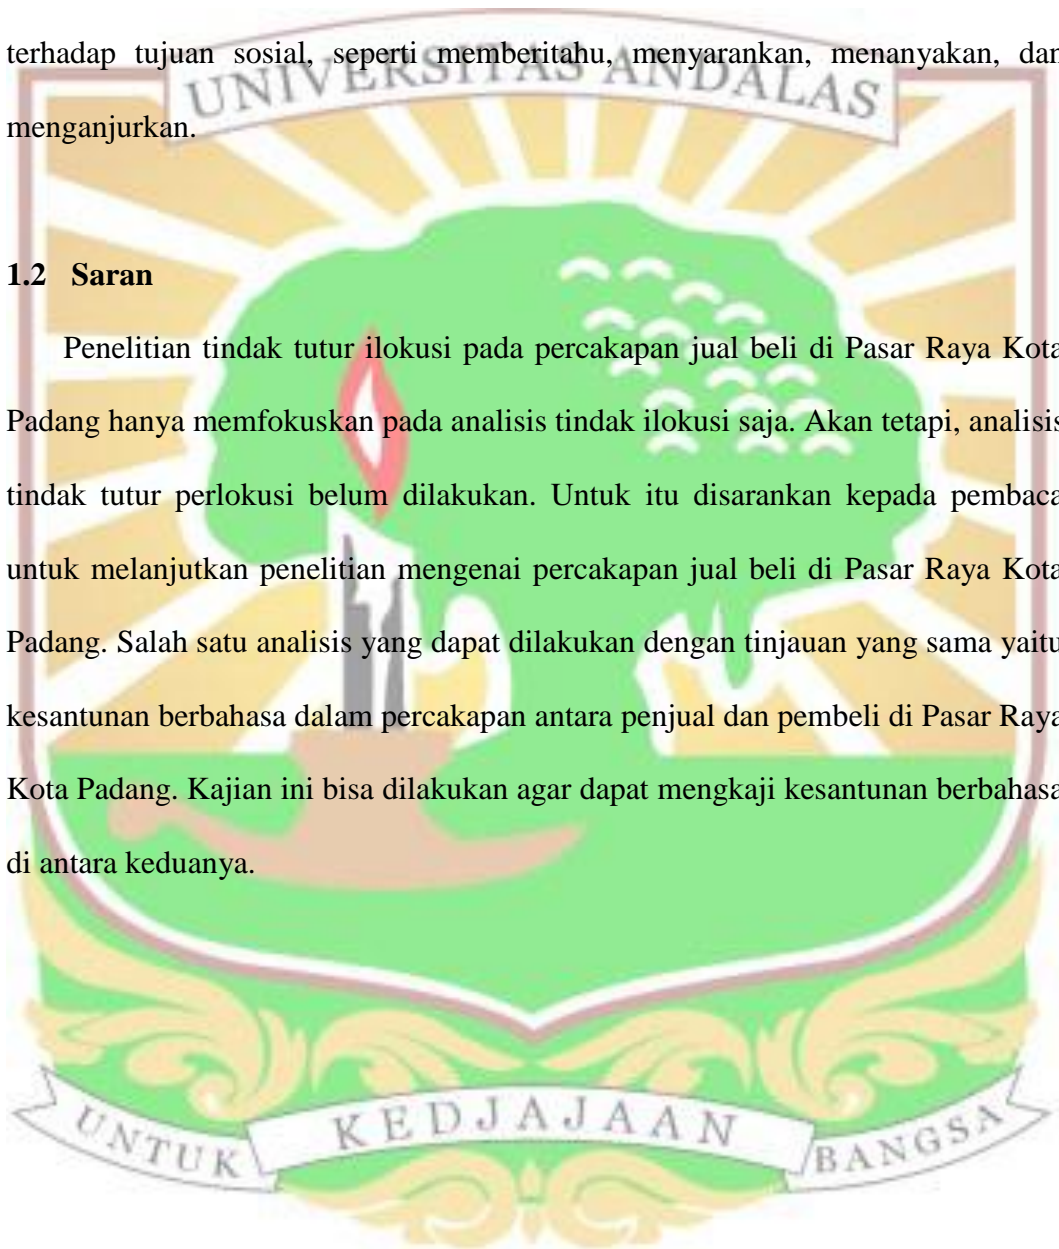 terhadap tujuan sosial, seperti memberitahu, menyarankan, menanyakan, dan
UNIVERSITAS ANDALAS
menganjurkan.
1.2 Saran
Penelitian tindak tutur ilokusi pada percakapan jual beli di Pasar Raya Kota
Padang hanya memfokuskan pada analisis tindak ilokusi saja. Akan tetapi, analisis
tindak tutur perlokusi belum dilakukan. Untuk itu disarankan kepada pembaca
untuk melanjutkan penelitian mengenai percakapan jual beli di Pasar Raya Kota
Padang. Salah satu analisis yang dapat dilakukan dengan tinjauan yang sama yaitu
kesantunan berbahasa dalam percakapan antara penjual dan pembeli di Pasar Raya
Kota Padang. Kajian ini bisa dilakukan agar dapat mengkaji kesantunan berbahasa
di antara keduanya.
UNTUK KEDJAJAAN BANGSA